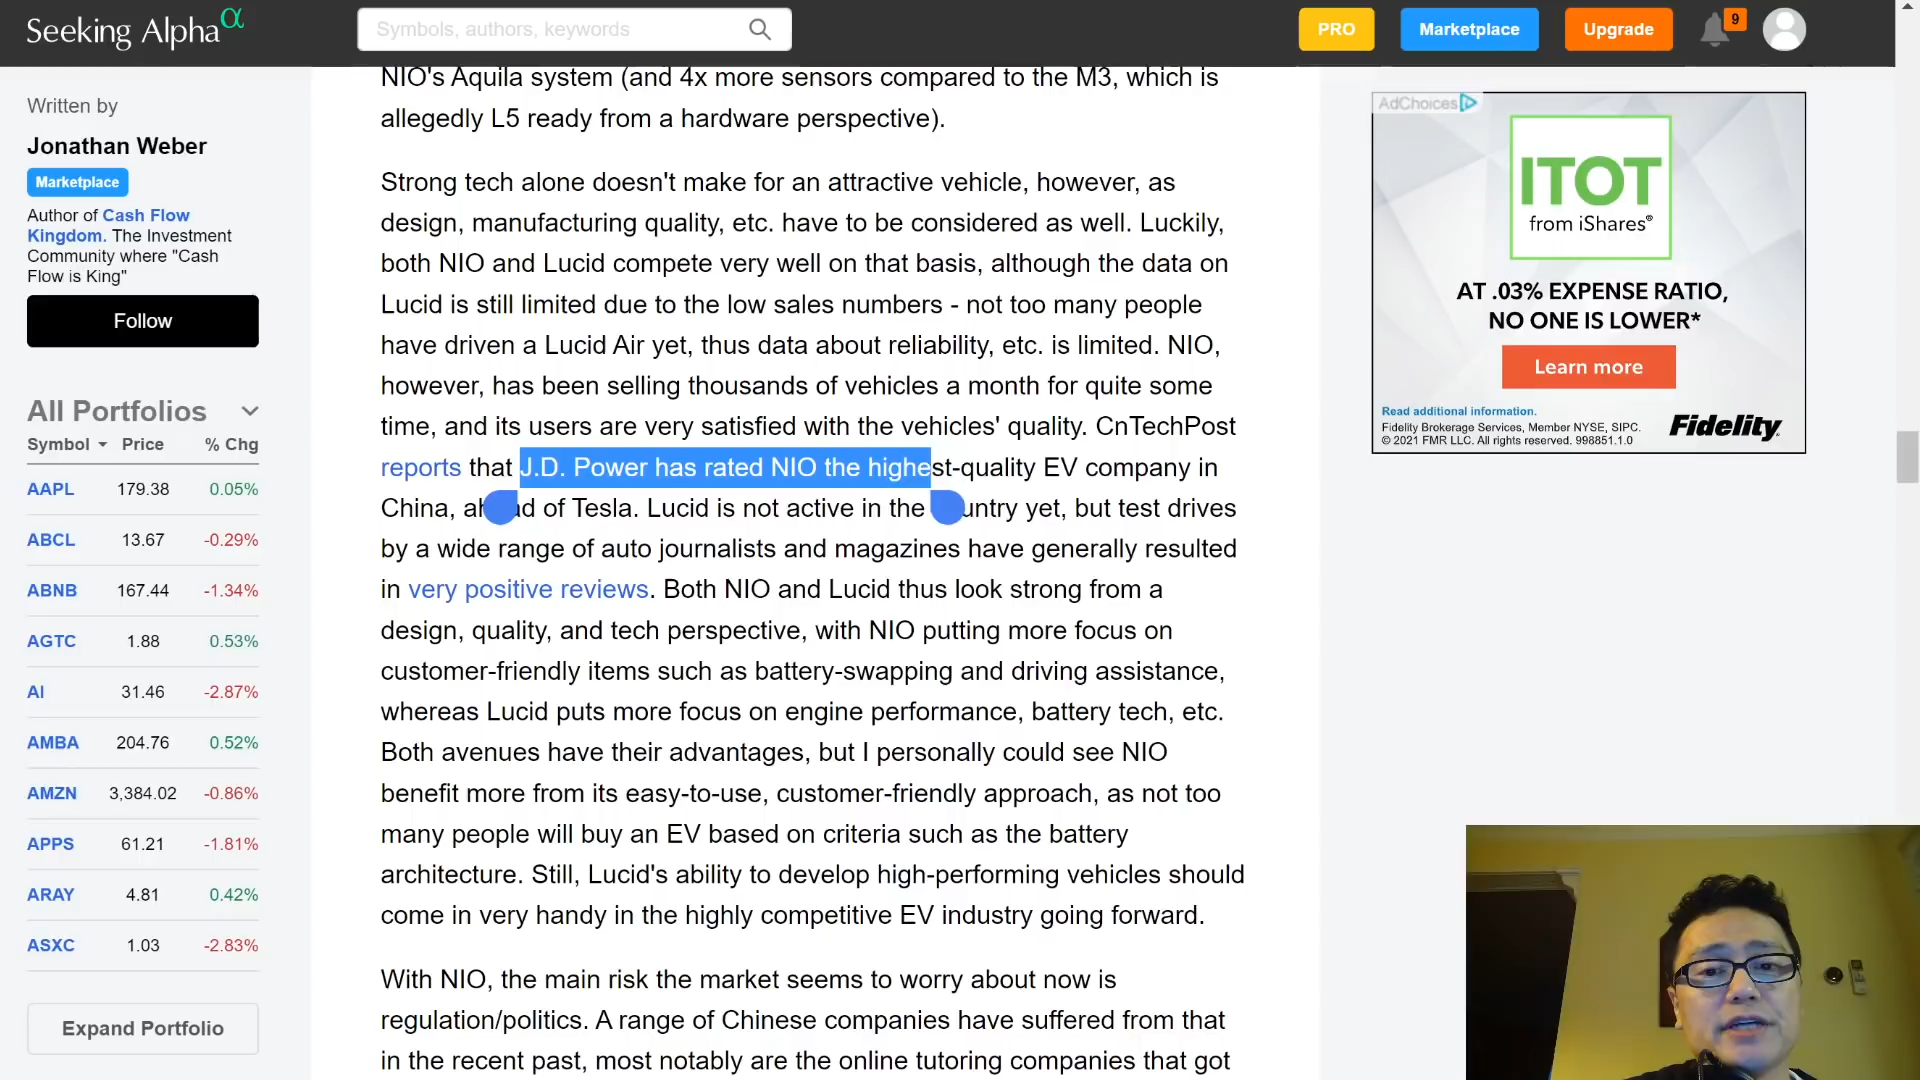 Seeking Alpha α
Symbols, authors, keywords
PRO
Marketplace
Upgrade
9
Written by
Jonathan Weber
Marketplace
Author of Cash Flow
Kingdom. The Investment
Community where "Cash
Flow is King"
Follow
All Portfolios
Symbol Price % Chg
AAPL 179.38 0.05%
ABCL 13.67 -0.29%
ABNB 167.44 -1.34%
AGTC 1.88 0.53%
AI 31.46 -2.87%
AMBA 204.76 0.52%
AMZN 3,384.02 -0.86%
APPS 61.21 -1.81%
ARAY 4.81 0.42%
ASXC 1.03 -2.83%
Expand Portfolio
NIO's Aquila system (and 4x more sensors compared to the M3, which is
allegedly L5 ready from a hardware perspective).
Strong tech alone doesn't make for an attractive vehicle, however, as
design, manufacturing quality, etc. have to be considered as well. Luckily,
both NIO and Lucid compete very well on that basis, although the data on
Lucid is still limited due to the low sales numbers - not too many people
have driven a Lucid Air yet, thus data about reliability, etc. is limited. NIO,
however, has been selling thousands of vehicles a month for quite some
time, and its users are very satisfied with the vehicles' quality. CnTechPost
reports that J.D. Power has rated NIO the highest-quality EV company in
China, ahead of Tesla. Lucid is not active in the country yet, but test drives
by a wide range of auto journalists and magazines have generally resulted
in very positive reviews. Both NIO and Lucid thus look strong from a
design, quality, and tech perspective, with NIO putting more focus on
customer-friendly items such as battery-swapping and driving assistance,
whereas Lucid puts more focus on engine performance, battery tech, etc.
Both avenues have their advantages, but I personally could see NIO
benefit more from its easy-to-use, customer-friendly approach, as not too
many people will buy an EV based on criteria such as the battery
architecture. Still, Lucid's ability to develop high-performing vehicles should
come in very handy in the highly competitive EV industry going forward.
With NIO, the main risk the market seems to worry about now is
regulation/politics. A range of Chinese companies have suffered from that
in the recent past, most notably are the online tutoring companies that got
AdChoices
ITOT
from iShares®
AT .03% EXPENSE RATIO,
NO ONE IS LOWER*
Learn more
Read additional information.
Fidelity Brokerage Services, Member NYSE, SIPC.
© 2021 FMR LLC. All rights reserved. 998851.1.0
Fidelity